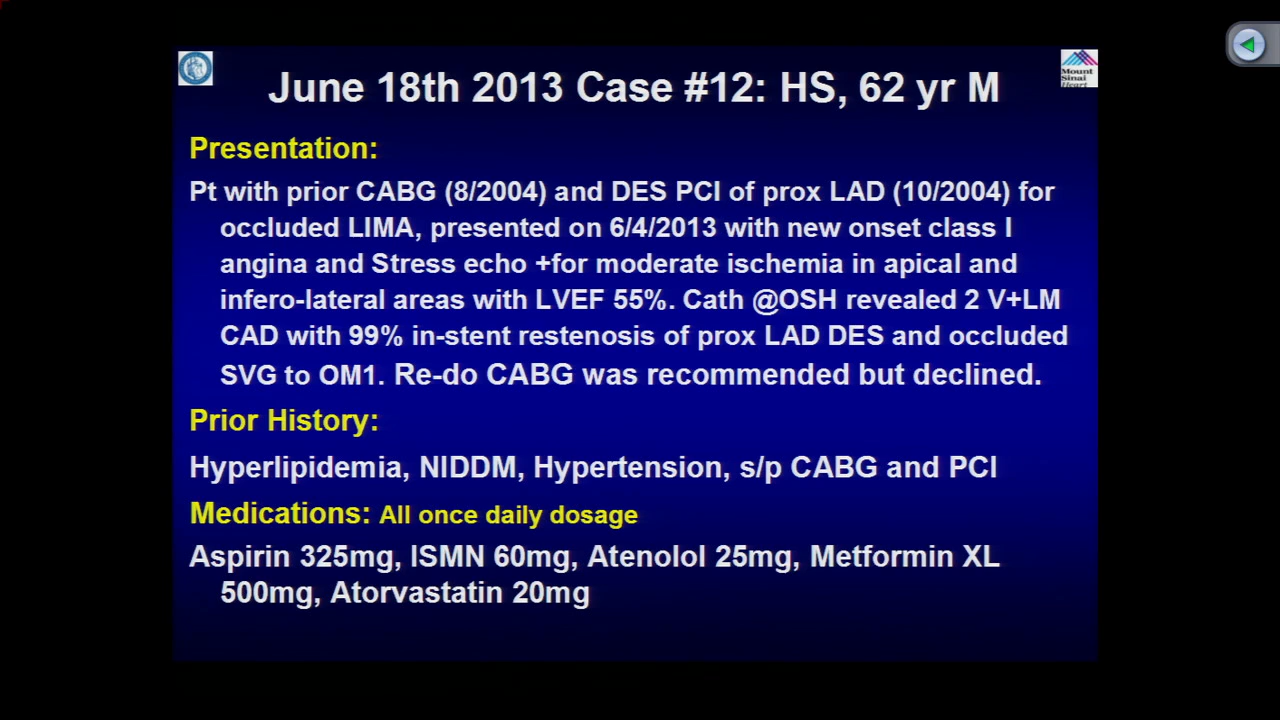 June 18th 2013 Case #12: HS, 62 yr M
Mount
Sinai
Heart
Presentation:
Pt with prior CABG (8/2004) and DES PCI of prox LAD (10/2004) for
occluded LIMA, presented on 6/4/2013 with new onset class I
angina and Stress echo +for moderate ischemia in apical and
infero-lateral areas with LVEF 55%. Cath @OSH revealed 2 V+LM
CAD with 99% in-stent restenosis of prox LAD DES and occluded
SVG to OM1. Re-do CABG was recommended but declined.
Prior History:
Hyperlipidemia, NIDDM, Hypertension, s/p CABG and PCI
Medications: All once daily dosage
Aspirin 325mg, ISMN 60mg, Atenolol 25mg, Metformin XL
500mg, Atorvastatin 20mg